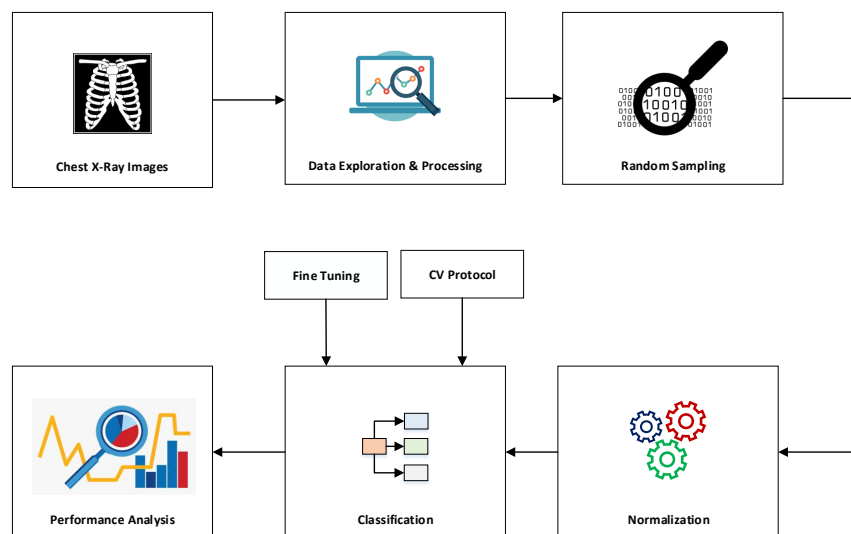 Chest X-Ray Images
Data Exploration & Processing
Random Sampling
Fine Tuning
CV Protocol
Performance Analysis
Classification
Normalization